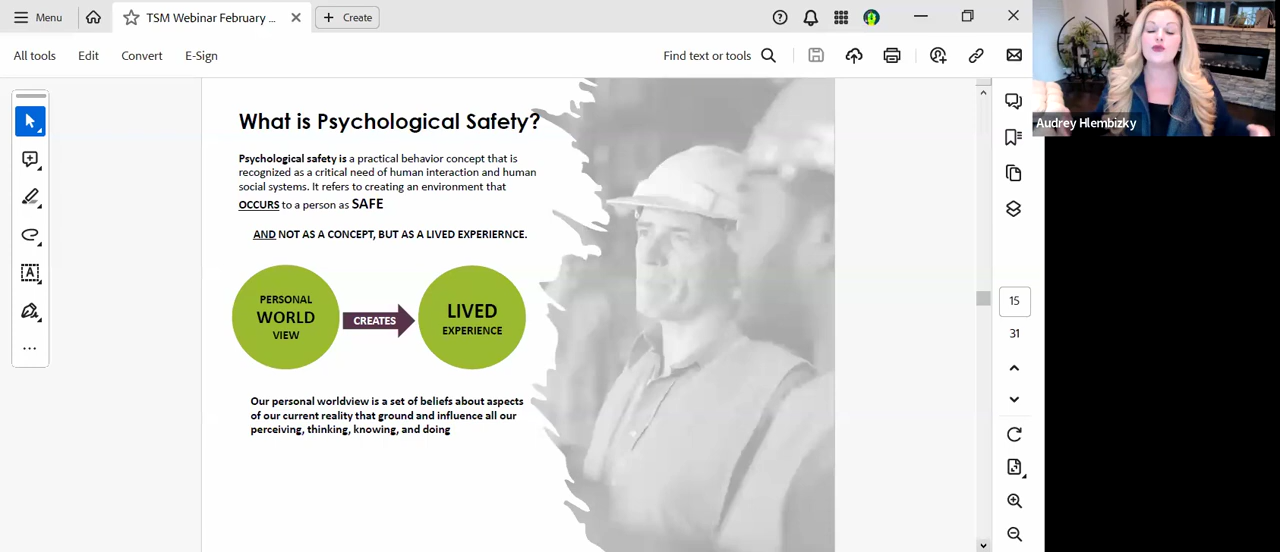 Menu
TSM Webinar February ...
Create
All tools
Edit
Convert
E-Sign
Find text or tools
Audrey Hlembizky
What is Psychological Safety?
Psychological safety is a practical behavior concept that is
recognized as a critical need of human interaction and human
social systems. It refers to creating an environment that
OCCURS to a person as SAFE
AND NOT AS A CONCEPT, BUT AS A LIVED EXPERIERNCE.
PERSONAL
WORLD
VIEW
CREATES
LIVED
EXPERIENCE
Our personal worldview is a set of beliefs about aspects
of our current reality that ground and influence all our
perceiving, thinking, knowing, and doing
15
31